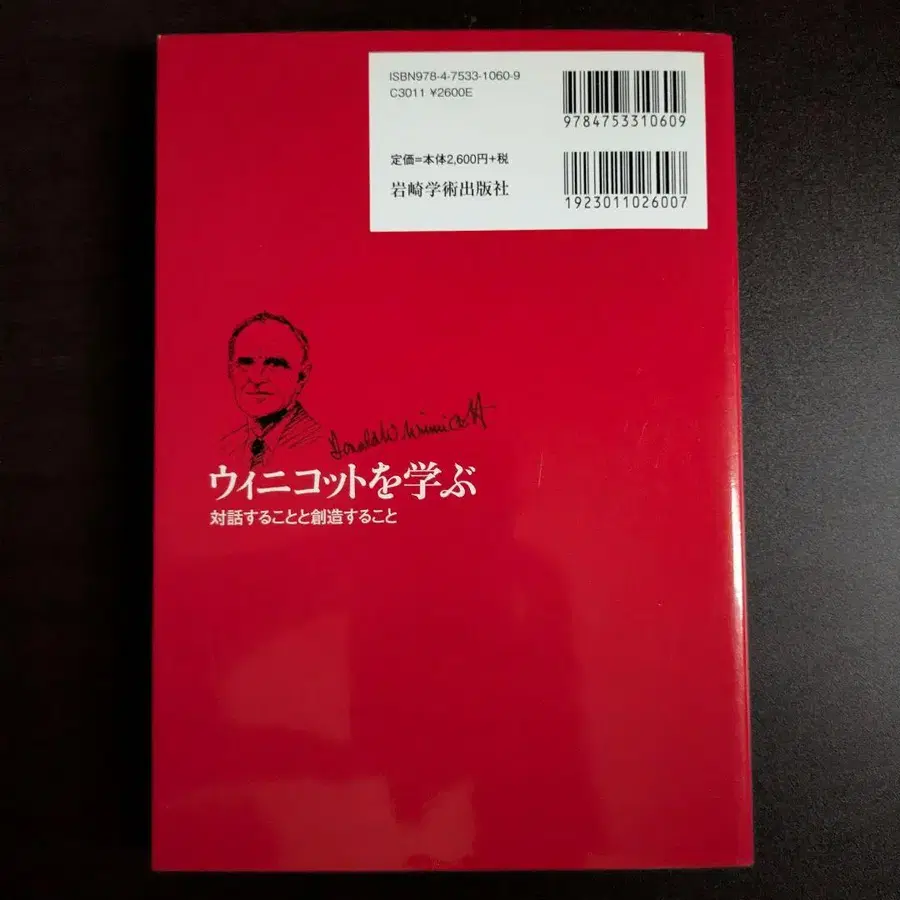 ISBN978-4-7533-1060-9
C3011 ¥2600E
9784753310609
定価=本体2,600円+税
岩崎学術出版社
1923011026007
Donald W Winnicott
ウィニコットを学ぶ
対話することと創造すること